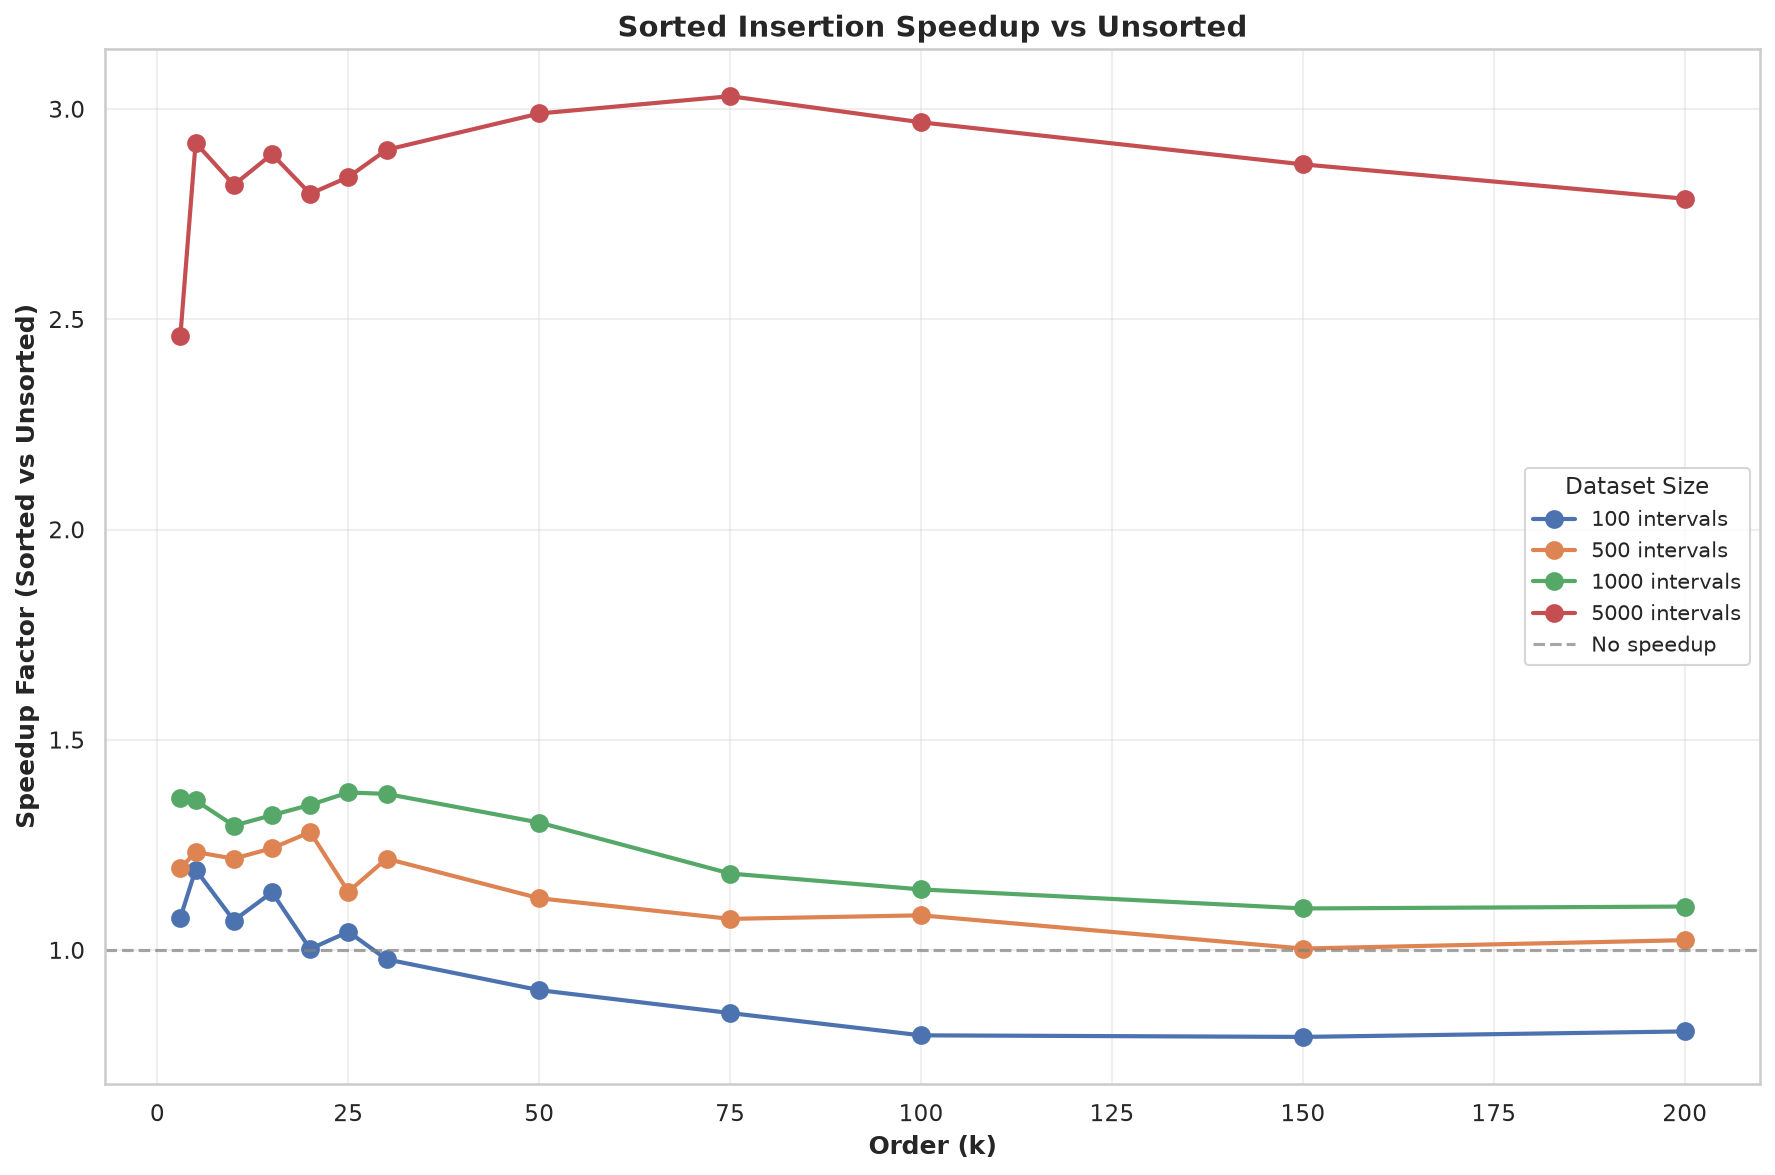 Sorted Insertion Speedup vs Unsorted
Speedup Factor (Sorted vs Unsorted)
3.0
2.5
2.0
1.5
1.0
Dataset Size
100 intervals
500 intervals
1000 intervals
5000 intervals
No speedup
0 25 50 75 100 125 150 175 200
Order (k)